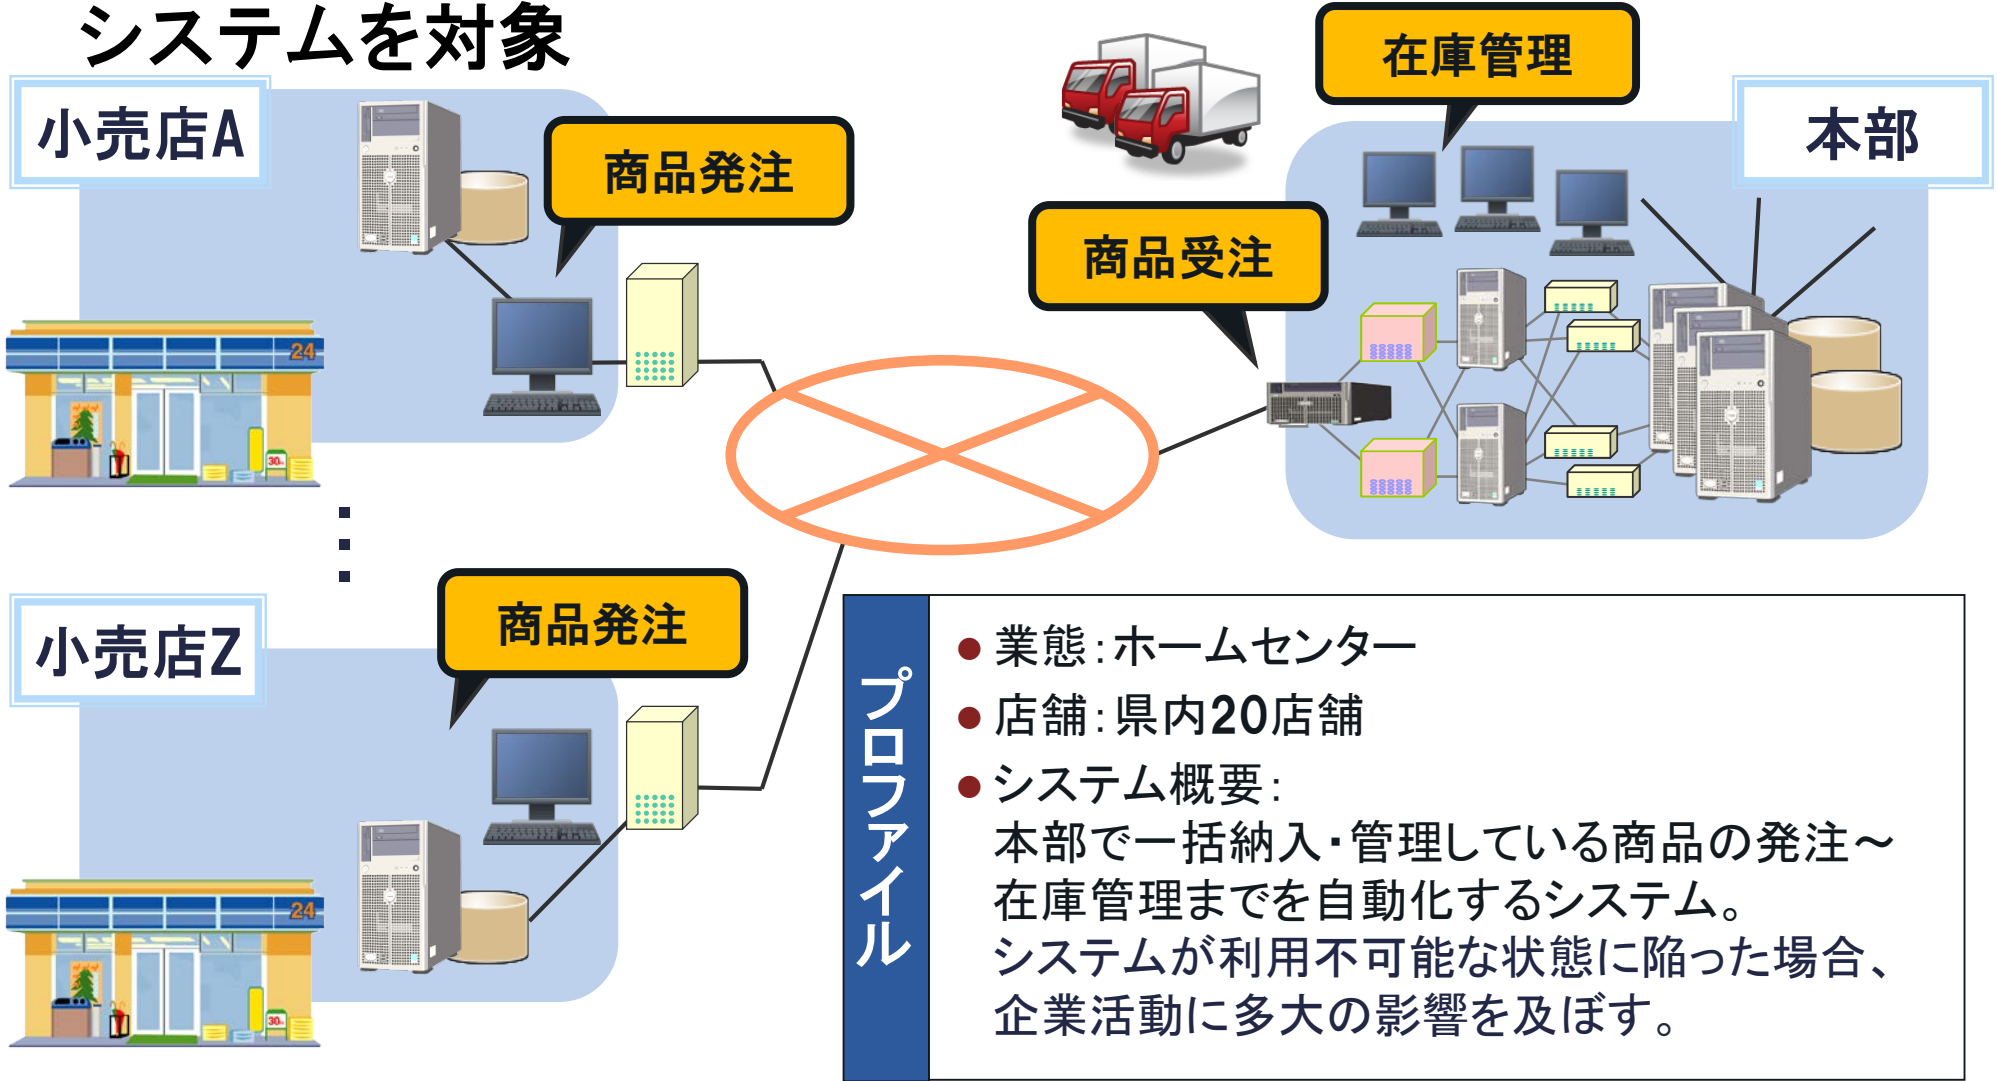 システムを対象
小売店A
商品発注
24
30
小売店Z
商品発注
24
30
在庫管理
本部
商品受注
プロファイル
● 業態：ホームセンター
● 店舗：県内20店舗
● システム概要：
本部で一括納入・管理している商品の発注～
在庫管理までを自動化するシステム。
システムが利用不可能な状態に陥った場合、
企業活動に多大の影響を及ぼす。